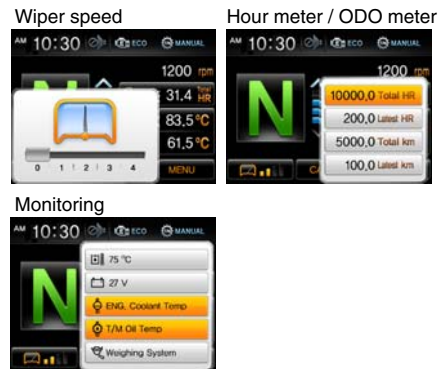 Wiper speed
AM 10:30 ECO MANUAL
1200 rpm
N 31.4 Total HR
83.5 °C
61.5 °C
0 1 2 3 4
MENU
Hour meter / ODO meter
AM 10:30 ECO MANUAL
1200 rpm
N
10000.0 Total HR
200.0 Latest HR
5000.0 Total km
100.0 Latest km
Monitoring
AM 10:30 ECO MANUAL
N
75 °C
27 V
ENG. Coolant Temp
T/M Oil Temp
Weighing System